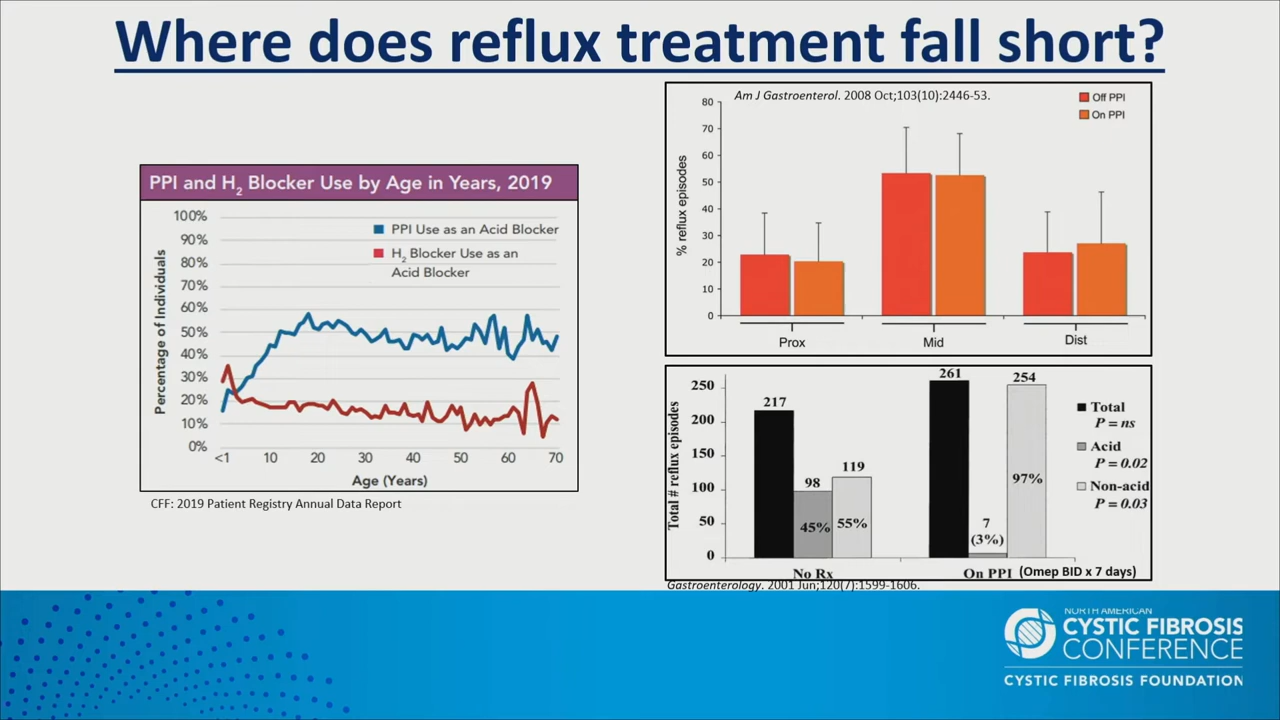 Where does reflux treatment fall short?
PPI and H2 Blocker Use by Age in Years, 2019
100%
90%
80%
70%
60%
50%
40%
30%
20%
10%
0%
Percentage of Individuals
PPI Use as an Acid Blocker
H2 Blocker Use as an
Acid Blocker
<1 10 20 30 40 50 60 70
Age (Years)
CFF: 2019 Patient Registry Annual Data Report
Am J Gastroenterol. 2008 Oct;103(10):2446-53.
Off PPI
On PPI
80
70
60
50
40
30
20
10
0
% reflux episodes
Prox Mid Dist
250
200
150
100
50
0
Total # reflux episodes
217
98
119
45%
55%
261
254
7
(3%)
97%
Total
P = ns
Acid
P = 0.02
Non-acid
P = 0.03
No Rx On PPI (Omep BID x 7 days)
Gastroenterology. 2001 Jun;120(7):1599-1606.
NORTH AMERICAN
CYSTIC FIBROSIS
CONFERENCE
CYSTIC FIBROSIS FOUNDATION